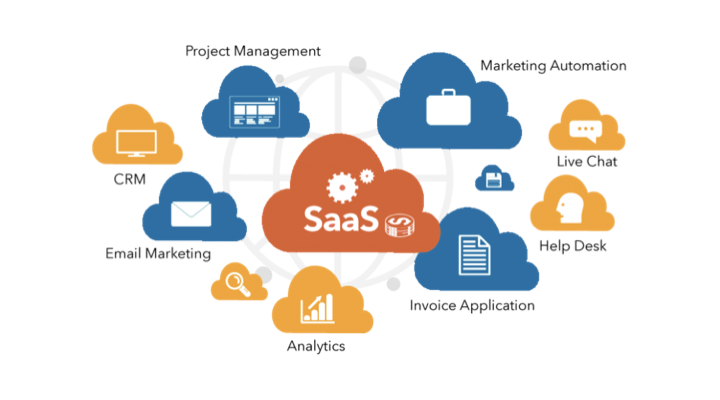 Project Management
Marketing Automation
Live Chat
CRM
SaaS
Help Desk
Email Marketing
Invoice Application
Analytics